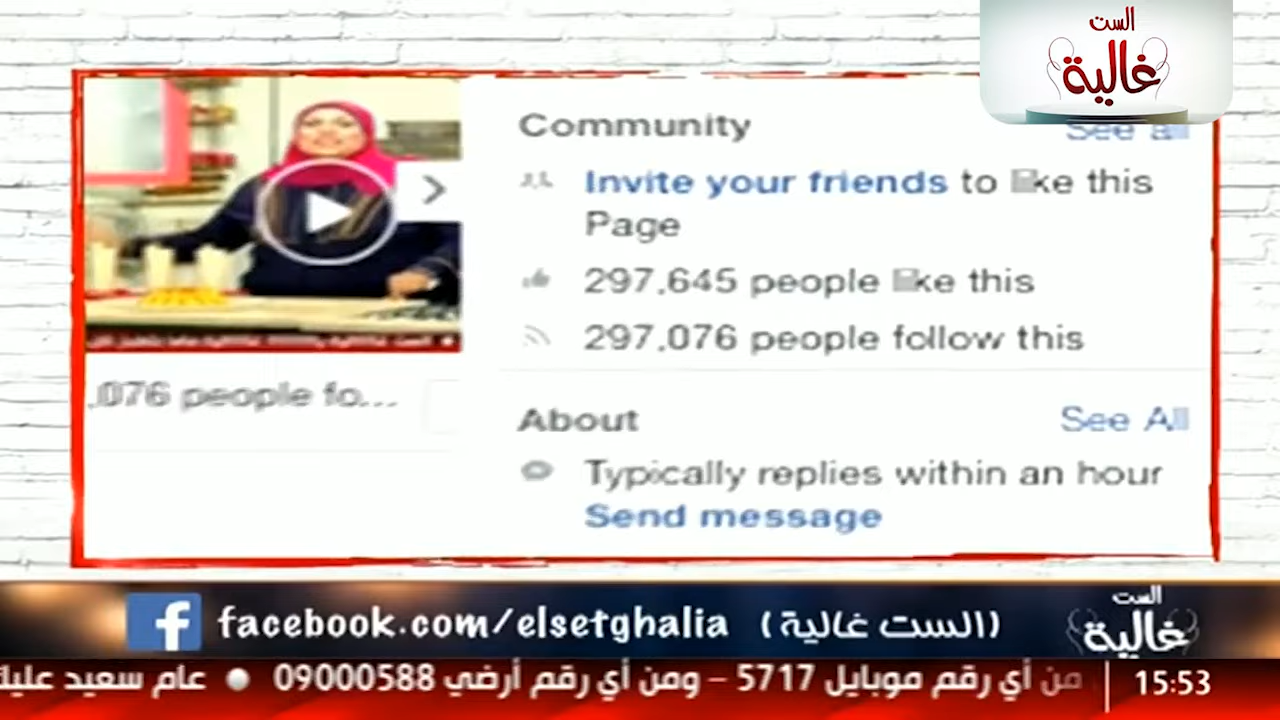 الست
غالية
Community
See all
Invite your friends to like this
Page
297,645 people like this
297,076 people follow this
,076 people fo...
About
See All
Typically replies within an hour
Send message
facebook.com/elsetghalia (الست غالية)
الست
غالية
من أي رقم موبايل 5717 – ومن أي رقم أرضي 09000588 ● عام سعيد عليك
15:53